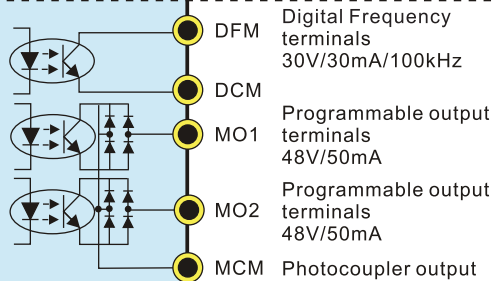 DFM Digital Frequency
terminals
30V/30mA/100kHz
DCM
Programmable output
MO1 terminals
48V/50mA
Programmable output
MO2 terminals
48V/50mA
MCM Photocoupler output